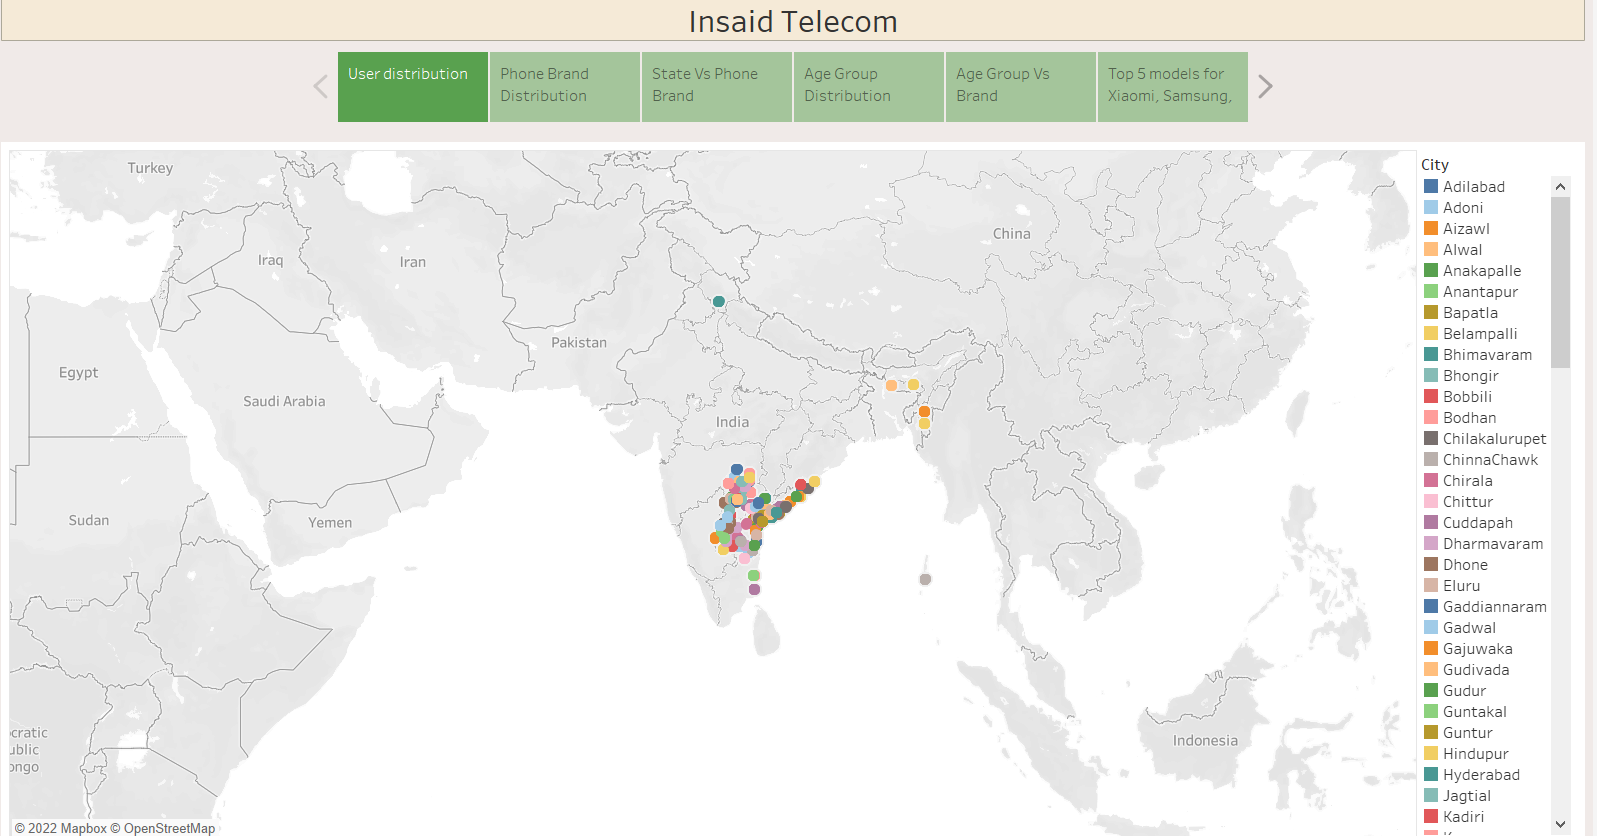 Insaid Telecom
User distribution
Phone Brand
Distribution
State Vs Phone
Brand
Age Group
Distribution
Age Group Vs
Brand
Top 5 models for
Xiaomi, Samsung,
Turkey
Iraq
Iran
China
Pakistan
Egypt
Saudi Arabia
India
Sudan
Yemen
cratic
ublic
ongo
Indonesia
© 2022 Mapbox © OpenStreetMap
City
Adilabad
Adoni
Aizawl
Alwal
Anakapalle
Anantapur
Bapatla
Belampalli
Bhimavaram
Bhongir
Bobbili
Bodhan
Chilakalurupet
ChinnaChawk
Chirala
Chittur
Cuddapah
Dharmavaram
Dhone
Eluru
Gaddiannaram
Gadwal
Gajuwaka
Gudivada
Gudur
Guntakal
Guntur
Hindupur
Hyderabad
Jagtial
Kadiri